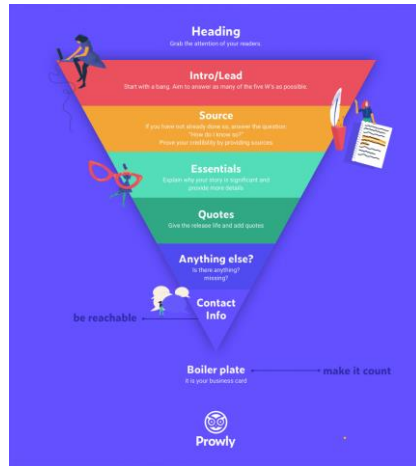 Heading
Grab the attention of your readers
Intro/Lead
Start with a bang. Aim to answer as many of the five W's as possible.
Source
If you have not already done so, answer the question:
"How do I know so?"
Prove your credibility by providing sources
Essentials
Explain why your story is significant and
provide more details
Quotes
Give the release life and add quotes
Anything else?
Is there anything?
missing?
Contact
Info
be reachable
Boiler plate
it is your business card
make it count
Prowly